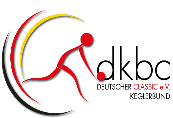 dkbc
DEUTSCHER CLASSIC e.V.
KEGLERBUND